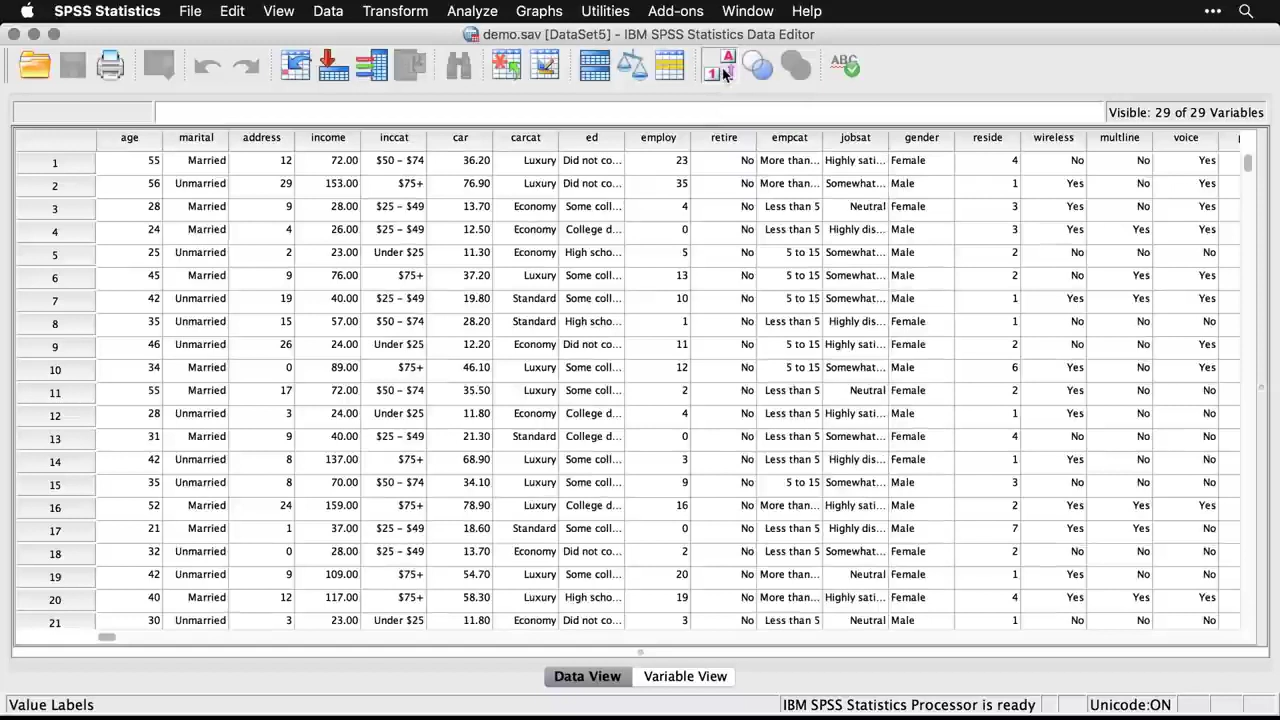 SPSS Statistics File Edit View Data Transform Analyze Graphs Utilities Add-ons Window Help
demo.sav [DataSet5] - IBM SPSS Statistics Data Editor
A
1
ABC
Visible: 29 of 29 Variables
age marital address income inccat car carcat ed employ retire empcat jobsat gender reside wireless multline voice
1 55 Married 12 72.00 $50 - $74 36.20 Luxury Did not co... 23 No More than... Highly sati... Female 4 No No Yes
2 56 Unmarried 29 153.00 $75+ 76.90 Luxury Did not co... 35 No More than... Somewhat... Male 1 Yes No Yes
3 28 Married 9 28.00 $25 - $49 13.70 Economy Some coll... 4 No Less than 5 Neutral Female 3 Yes No Yes
4 24 Married 4 26.00 $25 - $49 12.50 Economy College d... 0 No Less than 5 Highly dis... Male 3 Yes Yes Yes
5 25 Unmarried 2 23.00 Under $25 11.30 Economy High scho... 5 No 5 to 15 Somewhat... Male 2 No No No
6 45 Married 9 76.00 $75+ 37.20 Luxury Some coll... 13 No 5 to 15 Somewhat... Male 2 No Yes Yes
7 42 Unmarried 19 40.00 $25 - $49 19.80 Standard Some coll... 10 No 5 to 15 Somewhat... Male 1 Yes Yes Yes
8 35 Unmarried 15 57.00 $50 - $74 28.20 Standard High scho... 1 No Less than 5 Highly dis... Female 1 No No No
9 46 Unmarried 26 24.00 Under $25 12.20 Economy Did not co... 11 No 5 to 15 Highly sati... Female 2 No No Yes
10 34 Married 0 89.00 $75+ 46.10 Luxury Some coll... 12 No 5 to 15 Somewhat... Male 6 Yes No No
11 55 Married 17 72.00 $50 - $74 35.50 Luxury Some coll... 2 No Less than 5 Neutral Female 2 Yes No No
12 28 Married 3 24.00 Under $25 11.80 Economy College d... 4 No Less than 5 Highly sati... Male 1 Yes No No
13 31 Married 9 40.00 $25 - $49 21.30 Standard College d... 0 No Less than 5 Somewhat... Female 4 No No No
14 42 Unmarried 8 137.00 $75+ 68.90 Luxury Some coll... 3 No Less than 5 Highly dis... Female 1 Yes No No
15 35 Unmarried 8 70.00 $50 - $74 34.10 Luxury Some coll... 9 No 5 to 15 Somewhat... Male 3 No No No
16 52 Married 24 159.00 $75+ 78.90 Luxury College d... 16 No More than... Highly sati... Male 2 Yes Yes Yes
17 21 Married 1 37.00 $25 - $49 18.60 Standard Some coll... 0 No Less than 5 Highly dis... Male 7 Yes Yes No
18 32 Unmarried 0 28.00 $25 - $49 13.70 Economy Did not co... 2 No Less than 5 Somewhat... Female 2 No No No
19 42 Unmarried 9 109.00 $75+ 54.70 Luxury Some coll... 20 No More than... Neutral Female 1 Yes No No
20 40 Married 12 117.00 $75+ 58.30 Luxury High scho... 19 No More than... Highly sati... Male 4 Yes Yes Yes
21 30 Unmarried 3 23.00 Under $25 11.80 Economy Did not co... 3 No Less than 5 Neutral Male 1 No No No
Data View Variable View
Value Labels IBM SPSS Statistics Processor is ready Unicode:ON